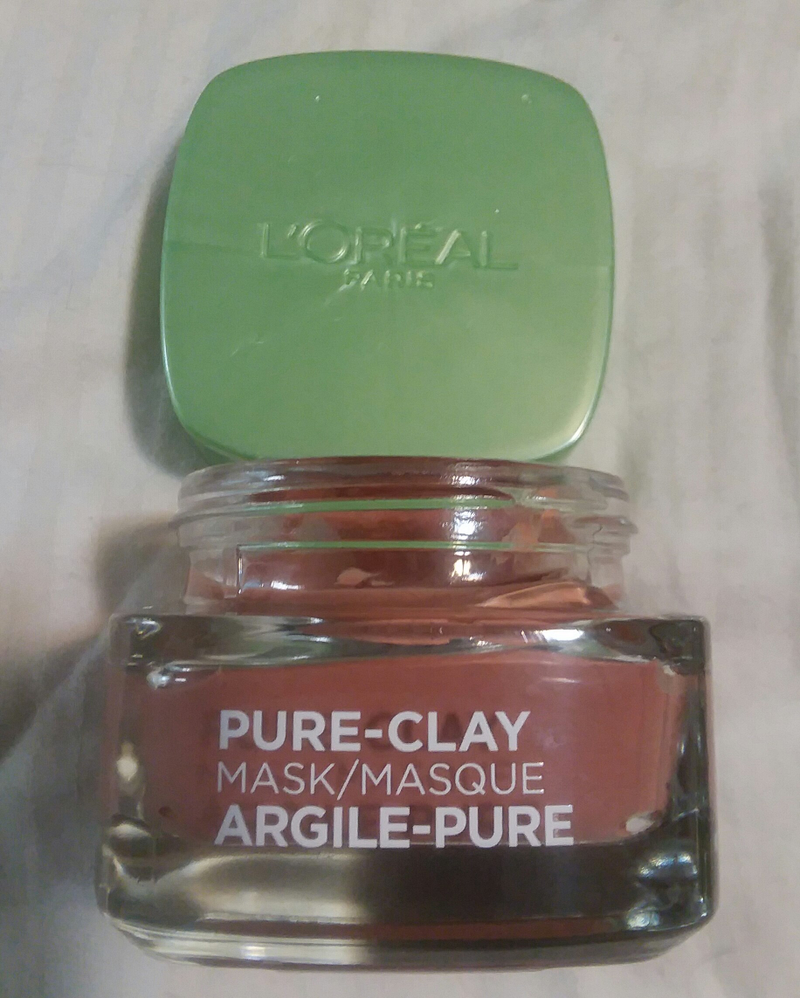 L'ORÉAL
PARIS
PURE-CLAY
MASK/MASQUE
ARGILE-PURE